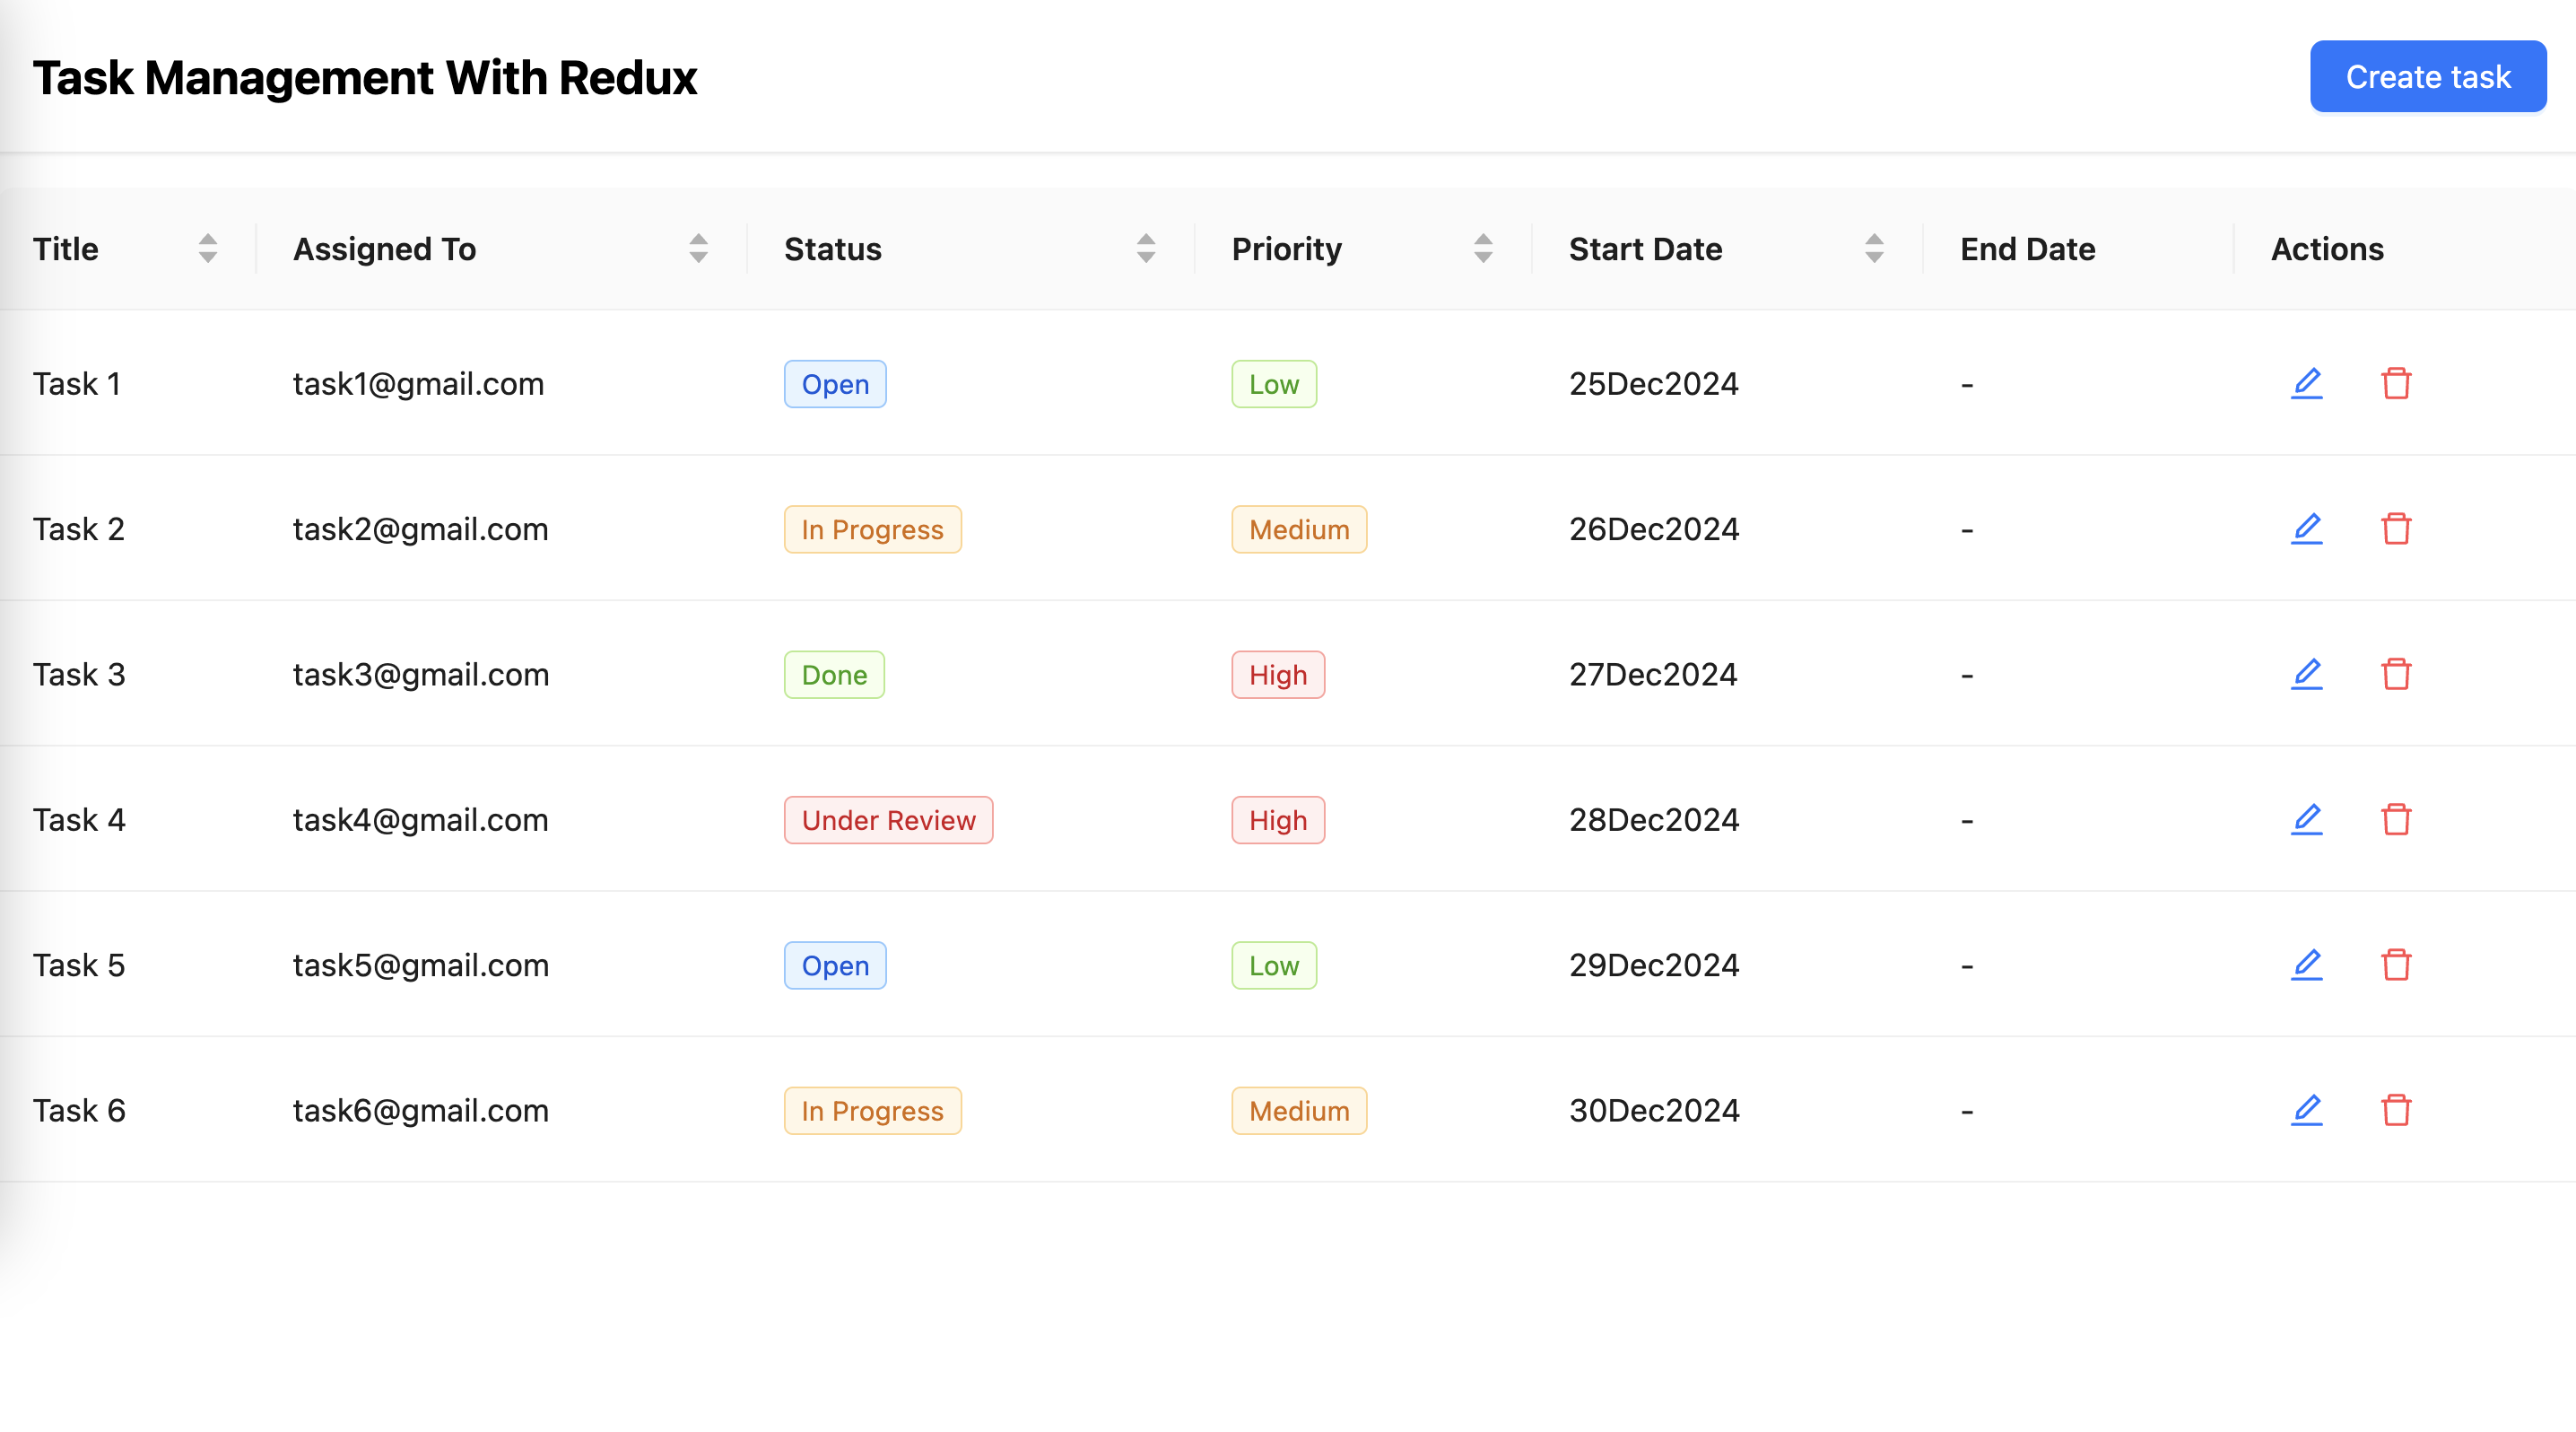 Task Management With Redux
Create task
Title Assigned To Status Priority Start Date End Date Actions
Task 1 task1@gmail.com Open Low 25Dec2024 -
Task 2 task2@gmail.com In Progress Medium 26Dec2024 -
Task 3 task3@gmail.com Done High 27Dec2024 -
Task 4 task4@gmail.com Under Review High 28Dec2024 -
Task 5 task5@gmail.com Open Low 29Dec2024 -
Task 6 task6@gmail.com In Progress Medium 30Dec2024 -